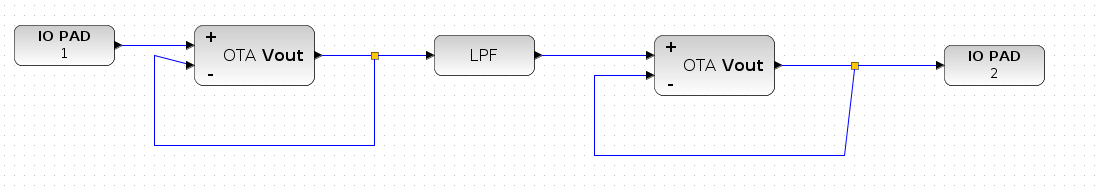 IO PAD
1
+
OTA Vout
-
LPF
+
OTA Vout
-
IO PAD
2